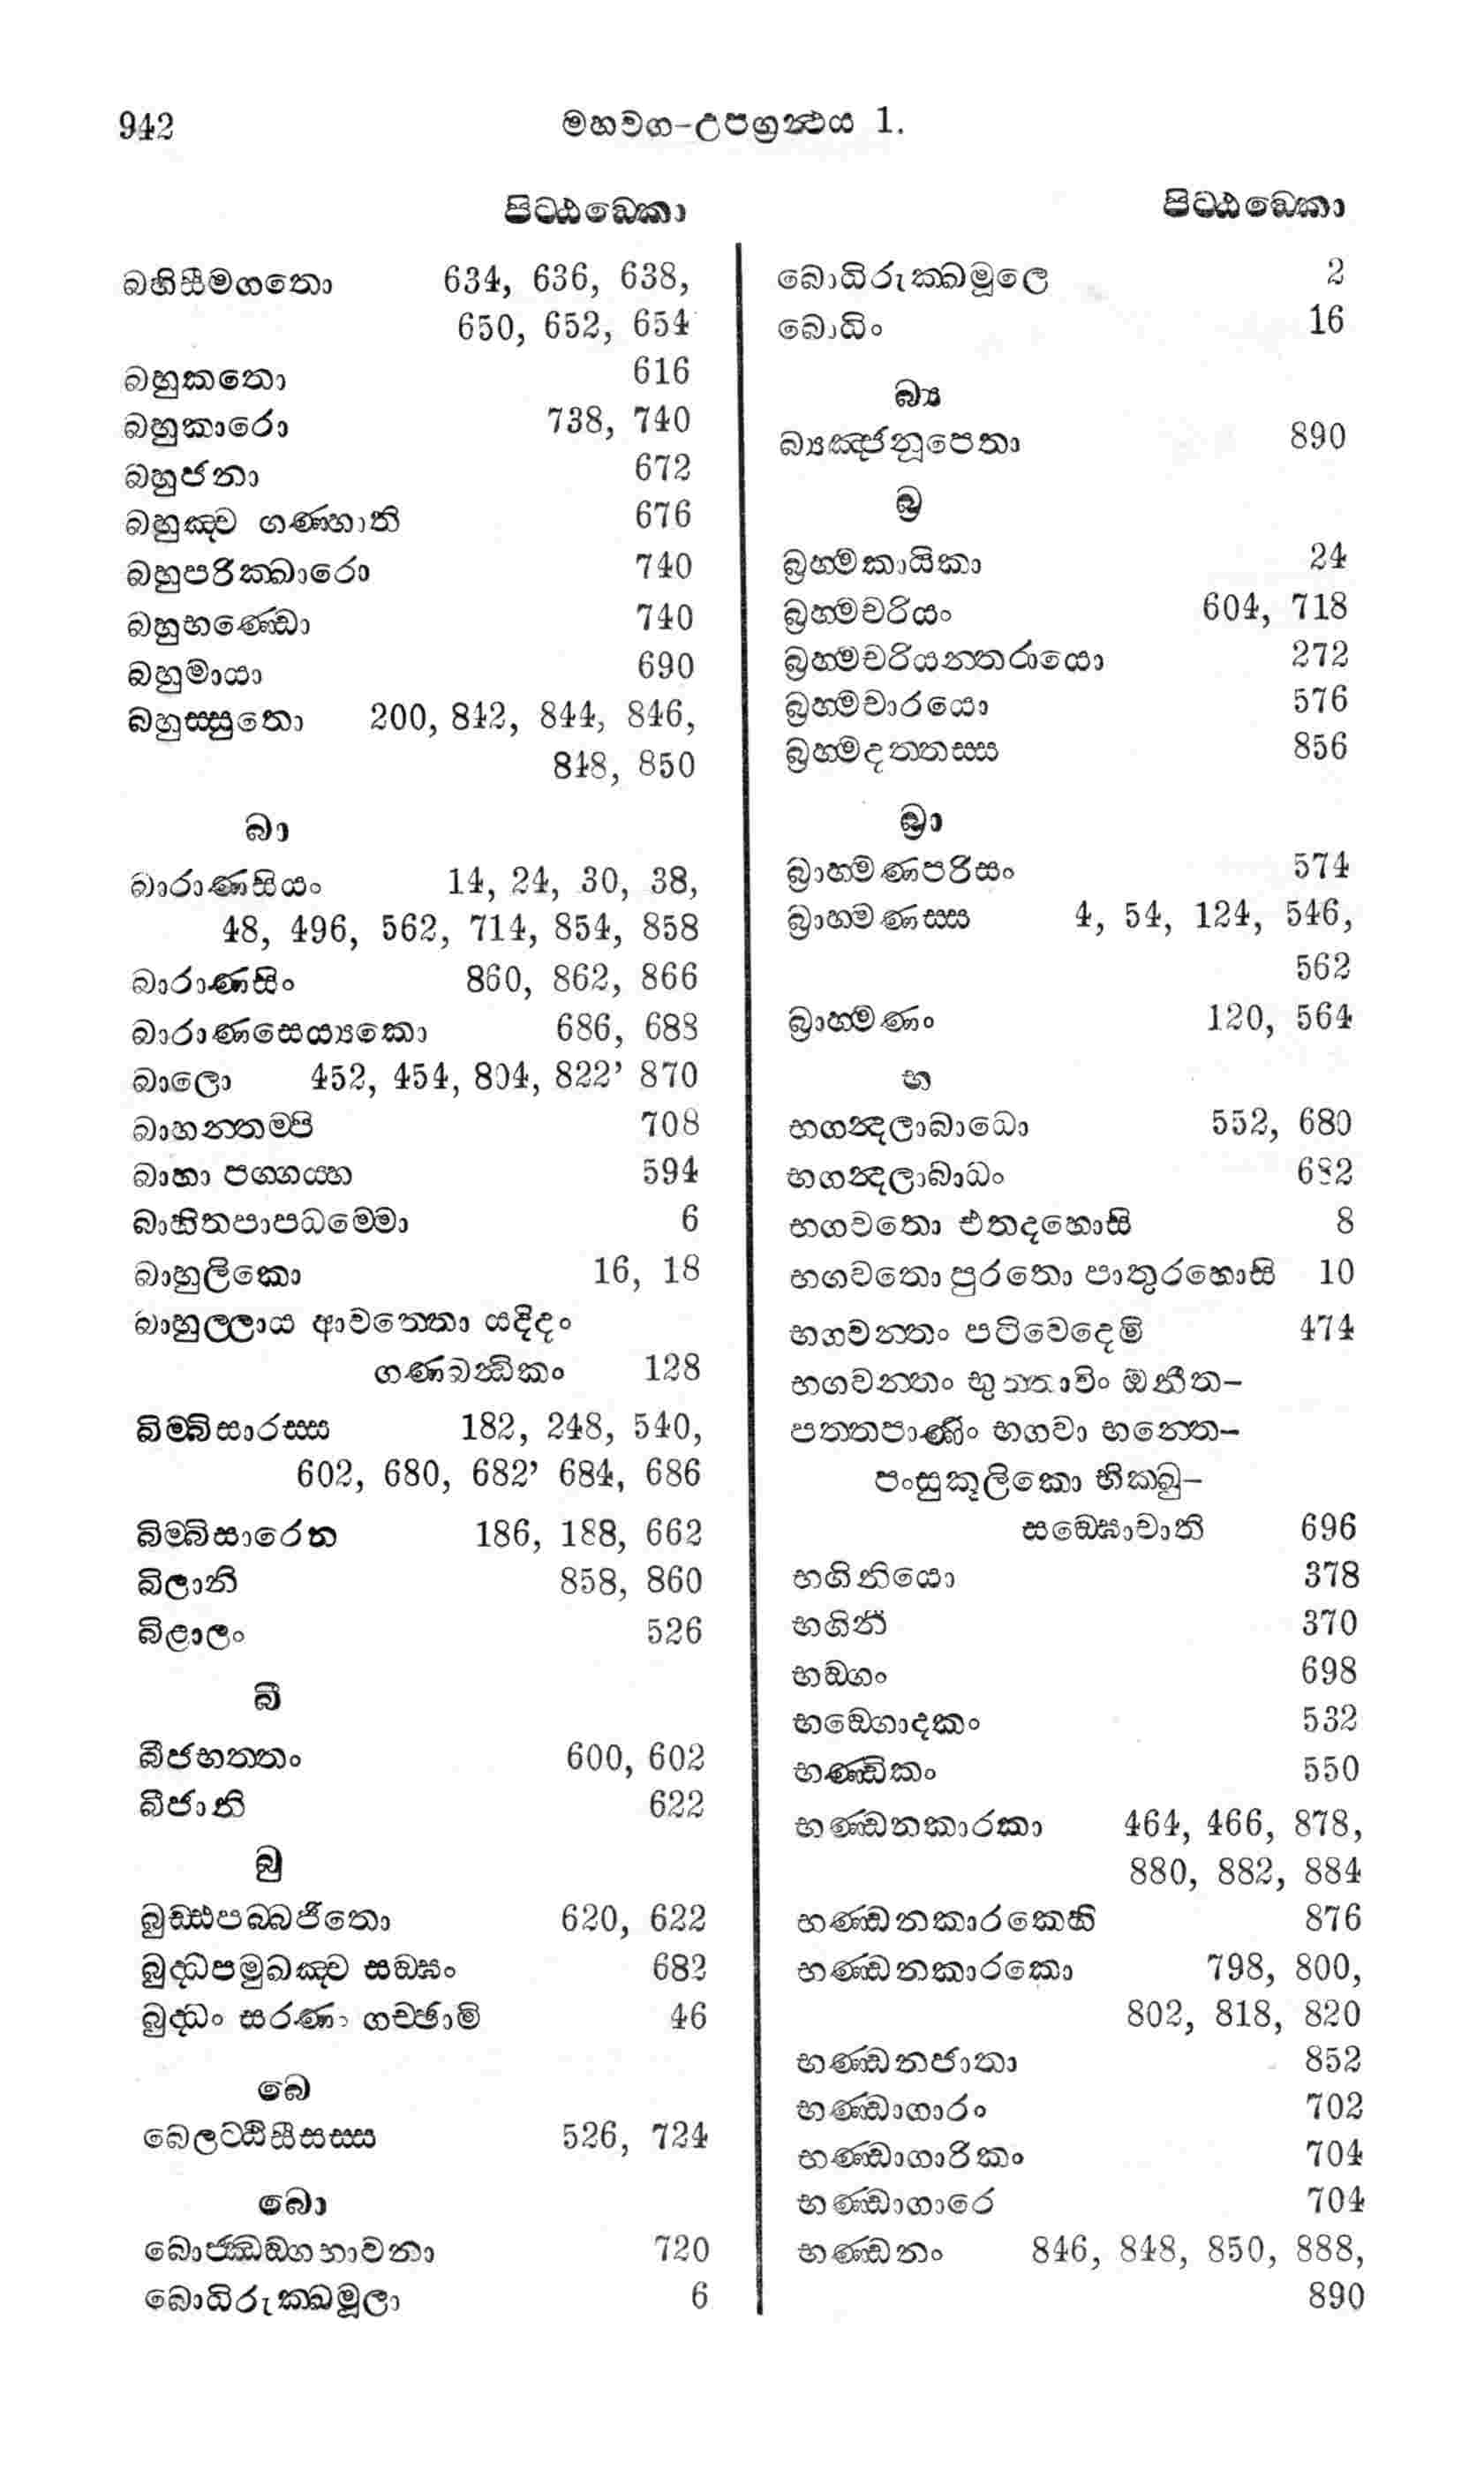 942
මහවග-උපග්‍රන්‍ථය 1.
පිට්ඨඞ්කො
බහිසීමගතො 634, 636, 638,
650, 652, 654
බහුකතො 616
බහුකාරො 738, 740
බහුජනා 672
බහුඤ්ච ගණ්හාති 676
බහුපරික්ඛාරො 740
බහුභණ්ඩො 740
බහුමායා 690
බහුස්සුතො 200, 842, 844, 846,
848, 850
බා
බාරාණසියං 14, 24, 30, 38,
48, 496, 562, 714, 854, 858
බාරාණසිං 860, 862, 866
බාරාණසෙය්‍යකො 686, 688
බාලො 452, 454, 804, 822’ 870
බාහන්තම්පි 708
බාහා පග්ගය්හ 594
බාහිතපාපධම්මො 6
බාහුලිකො 16, 18
බාහුල්ලාය ආවත්තො යදිදං
ගණබන්‍ධිකං 128
බිම්බිසාරස්ස 182, 248, 540,
602, 680, 682’ 684, 686
බිම්බිසාරෙන 186, 188, 662
බිලානි 858, 860
බිළාලං 526
බී
බීජභත්තං 600, 602
බීජානි 622
බු
බුඩ්ඪපබ්බජිතො 620, 622
බුද්ධපමුඛඤ්ච සඞ්ඝං 682
බුද්ධං සරණං ගච්ඡාමි 46
බෙ
බෙලට්ඨිසීසස්ස 526, 724
බො
බොජ්ඣඞ්ගභාවනා 720
බොධිරුක්ඛමූලා 6
පිට්ඨඞ්කො
බොධිරුක්ඛමූලෙ 2
බොධිං 16
බ්‍ය
බ්‍යඤ්ජනූපෙතා 890
බ්‍ර
බ්‍රහ්මකායිකා 24
බ්‍රහ්මචරියං 604, 718
බ්‍රහ්මචරියන්තරායො 272
බ්‍රහ්මචාරයො 576
බ්‍රහ්මදත්තස්ස 856
බ්‍රා
බ්‍රාහ්මණපරිසං 574
බ්‍රාහ්මණස්ස 4, 54, 124, 546,
562
බ්‍රාහ්මණං 120, 564
භ
භගන්‍දලාබාධො 552, 680
භගන්‍දලාබාධං 682
භගවතො එතදහොසි 8
භගවතො පුරතො පාතුරහොසි 10
භගවන්තං පටිවෙදෙමි 474
භගවන්තං භුත්තාවිං ඔනීත-
පත්තපාණිං භගවා භන්තෙ-
පංසුකූලිකො භික්ඛු-
සඞ්ඝොචාති 696
භගිනියො 378
භගිනී 370
භඞ්ගං 698
භඞ්ගොදකං 532
භණ්ඩිකං 550
භණ්ඩනකාරකා 464, 466, 878,
880, 882, 884
භණ්ඩනකාරකෙහි 876
භණ්ඩනකාරකො 798, 800,
802, 818, 820
භණ්ඩනජාතා 852
භණ්ඩාගාරං 702
භණ්ඩාගාරිකං 704
භණ්ඩාගාරෙ 704
භණ්ඩනං 846, 848, 850, 888,
890